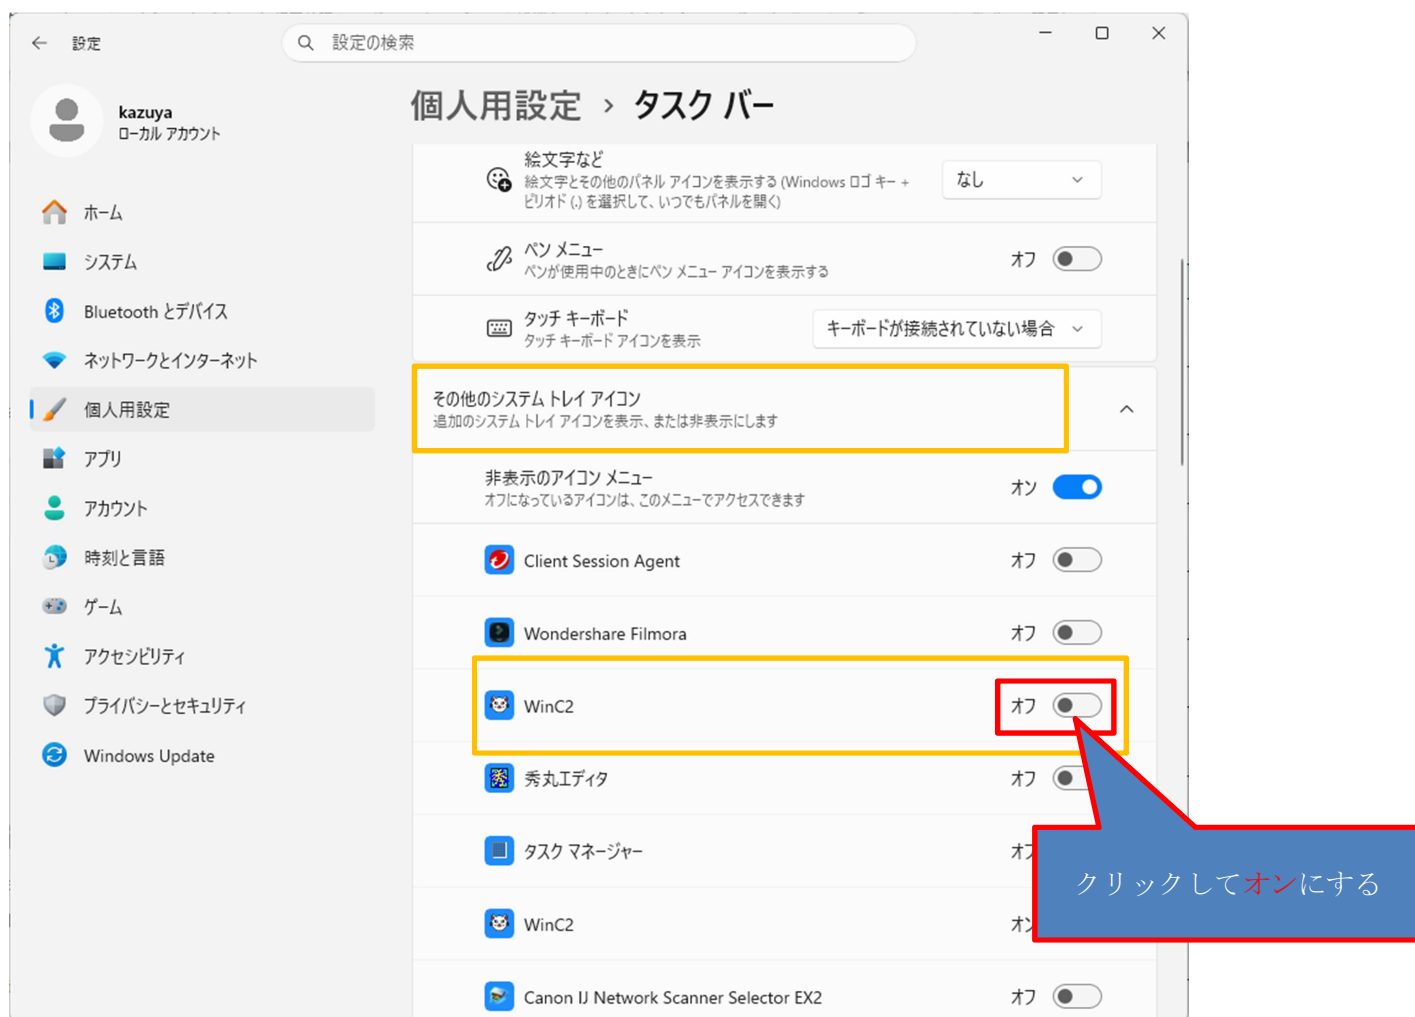 設定
設定の検索
kazuya
ローカル アカウント
個人用設定 › タスク バー
ホーム
システム
Bluetooth とデバイス
ネットワークとインターネット
個人用設定
アプリ
アカウント
時刻と言語
ゲーム
アクセシビリティ
プライバシーとセキュリティ
Windows Update
絵文字など
絵文字とその他のパネル アイコンを表示する (Windows ロゴ キー +
ピリオド (.) を選択して、いつでもパネルを開く)
なし
ペン メニュー
ペンが使用中のときにペン メニュー アイコンを表示する
オフ
タッチ キーボード
タッチ キーボード アイコンを表示
キーボードが接続されていない場合
その他のシステム トレイ アイコン
追加のシステム トレイ アイコンを表示、または非表示にします
非表示のアイコン メニュー
オフになっているアイコンは、このメニューでアクセスできます
オン
Client Session Agent
オフ
Wondershare Filmora
オフ
WinC2
オフ
秀丸エディタ
オフ
タスク マネージャー
オフ
クリックしてオンにする
WinC2
オン
Canon IJ Network Scanner Selector EX2
オフ